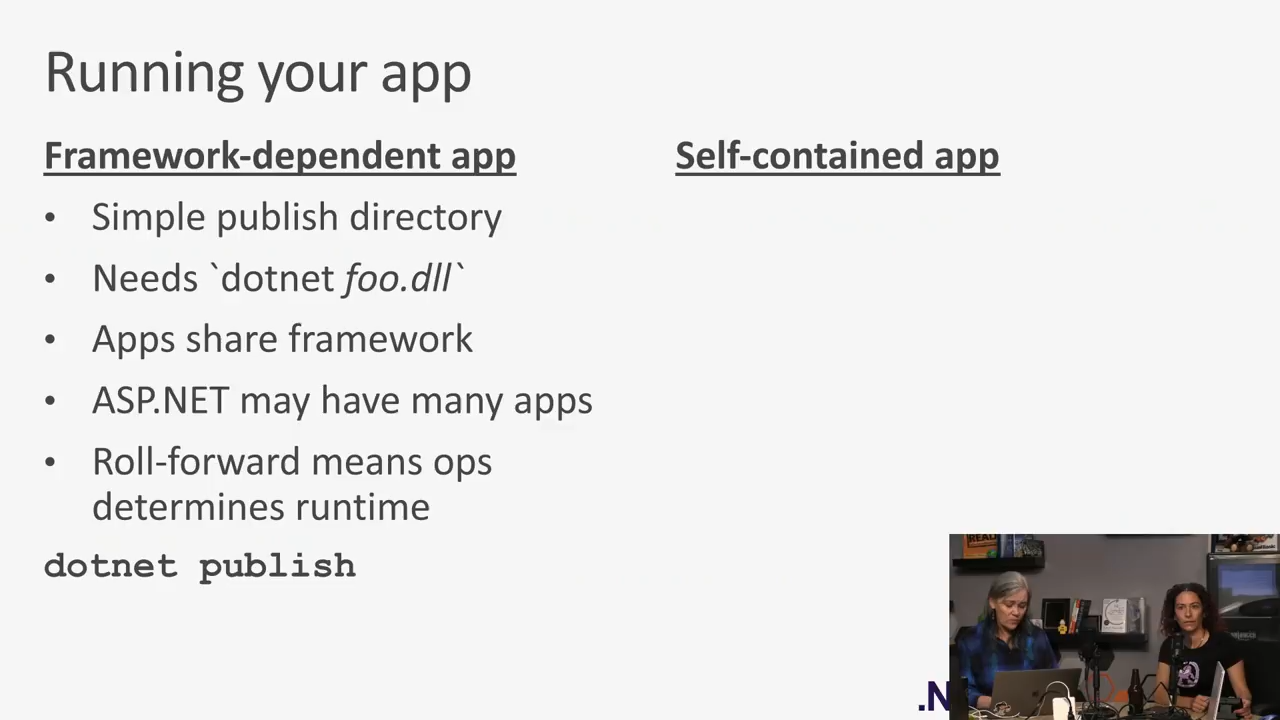 Running your app
Framework-dependent app
Self-contained app
• Simple publish directory
• Needs `dotnet foo.dll`
• Apps share framework
• ASP.NET may have many apps
• Roll-forward means ops
determines runtime
dotnet publish
.N
READ